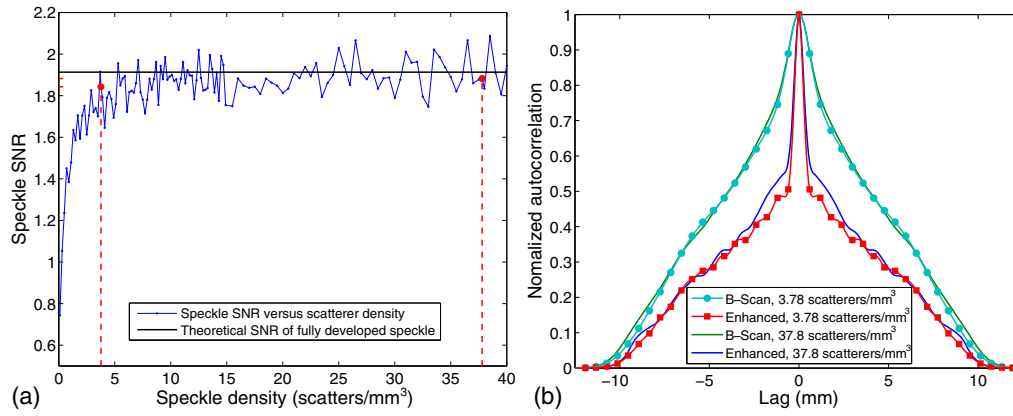 2.2
2
1.8
1.6
1.4
1.2
1
0.8
0.6
Speckle SNR
0 5 10 15 20 25 30 35 40
Speckle density (scatters/mm³)
Speckle SNR versus scatterer density
Theoretical SNR of fully developed speckle
(a)
1
0.9
0.8
0.7
0.6
0.5
0.4
0.3
0.2
0.1
0
Nomalized autocorrelation
−10 −5 0 5 10
Lag (mm)
B–Scan, 3.78 scatterers/mm³
Enhanced, 3.78 scatterers/mm³
B–Scan, 37.8 scatterers/mm³
Enhanced, 37.8 scatterers/mm³
(b)